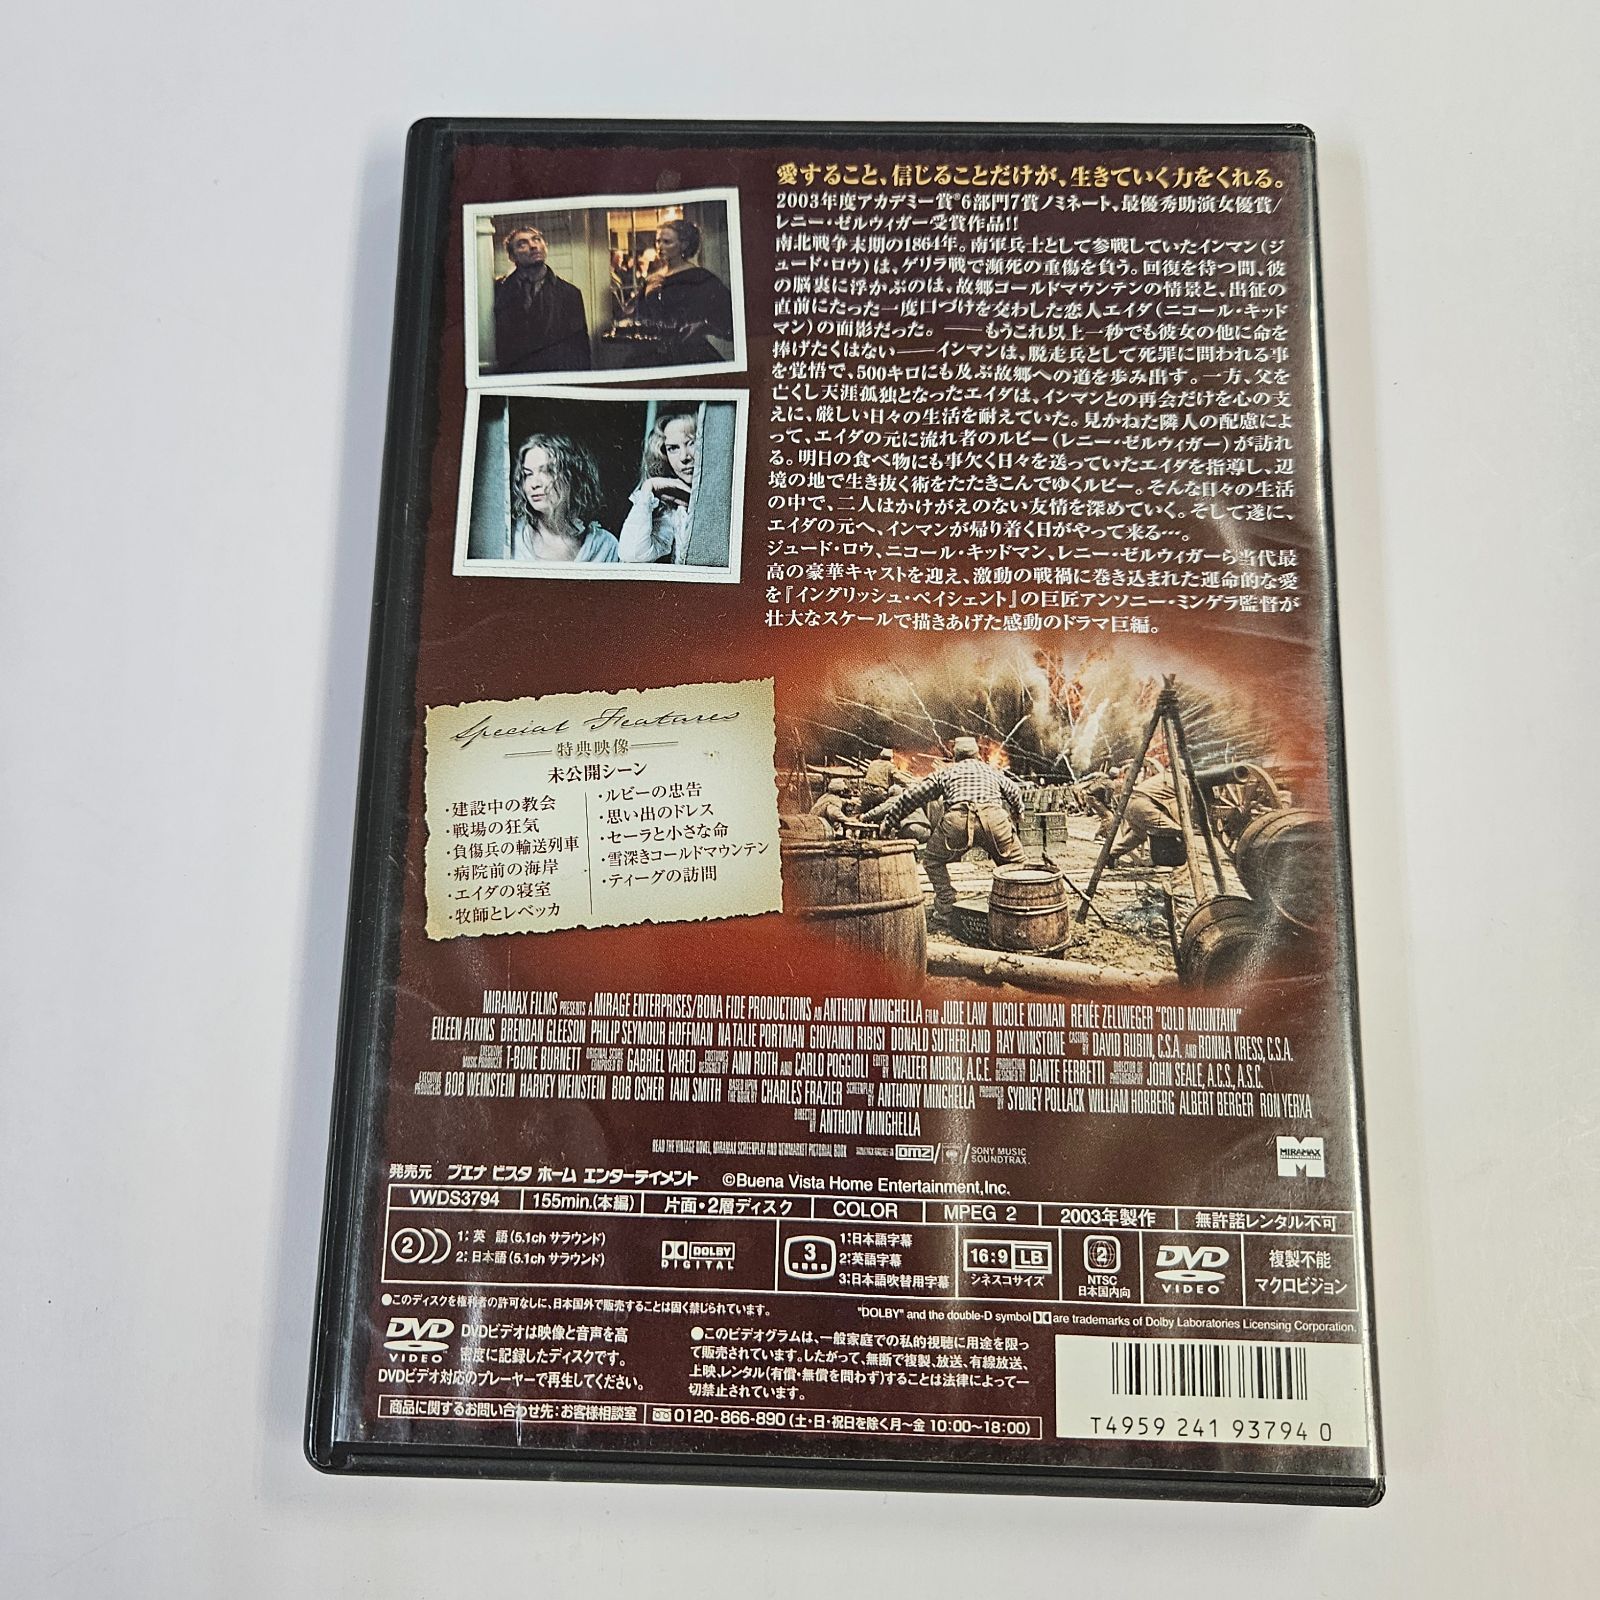 愛すること、信じることだけが、生きていく力をくれる。
2003年度アカデミー賞®6部門7賞ノミネート、最優秀助演女優賞/
レニー・ゼルウィガー受賞作品!!
南北戦争末期の1864年。南軍兵士として参戦していたインマン(ジ
ュード・ロウ)は、ゲリラ戦で瀕死の重傷を負う。回復を待つ間、彼
の脳裏に浮かぶのは、故郷コールドマウンテンの情景と、出征の
直前にたった一度口づけを交わした恋人エイダ(ニコール・キッド
マン)の面影だった。――もうこれ以上一秒でも彼女の他に命を
捧げたくはない――インマンは、脱走兵として死罪に問われる事
を覚悟で、500キロにも及ぶ故郷への道を歩み出す。一方、父を
亡くし天涯孤独となったエイダは、インマンとの再会だけを心の支
えに、厳しい日々の生活を耐えていた。見かねた隣人の配慮によ
って、エイダの元に流れ者のルビー(レニー・ゼルウィガー)が訪れ
る。明日の食べ物にも事欠く日々を送っていたエイダを指導し、辺
境の地で生き抜く術をたたきこんでゆくルビー。そんな日々の生活
の中で、二人はかけがえのない友情を深めていく。そして遂に、
エイダの元へ、インマンが帰り着く日がやって来る…。
ジュード・ロウ、ニコール・キッドマン、レニー・ゼルウィガーら当代最
高の豪華キャストを迎え、激動の戦禍に巻き込まれた運命的な愛
を『イングリッシュ・ペイシェント』の巨匠アンソニー・ミンゲラ監督が
壮大なスケールで描きあげた感動のドラマ巨編。
Special Features
特典映像
未公開シーン
・建設中の教会
・戦場の狂気
・負傷兵の輸送列車
・病院前の海岸
・エイダの寝室
・牧師とレベッカ
・ルビーの忠告
・思い出のドレス
・セーラと小さな命
・雪深きコールドマウンテン
・ティーグの訪問
MIRAMAX FILMS PRESENTS A MIRAGE ENTERPRISES/BONA FIDE PRODUCTIONS AN ANTHONY MINGHELLA FILM JUDE LAW NICOLE KIDMAN RENÉE ZELLWEGER "COLD MOUNTAIN"
EILEEN ATKINS BRENDAN GLEESON PHILIP SEYMOUR HOFFMAN NATALIE PORTMAN GIOVANNI RIBISI DONALD SUTHERLAND RAY WINSTONE CASTING BY DAVID RUBIN, C.S.A. AND RONNA KRESS, C.S.A.
EXECUTIVE MUSIC PRODUCER T-BONE BURNETT ORIGINAL SCORE COMPOSED BY GABRIEL YARED COSTUMES DESIGNED BY ANN ROTH AND CARLO POGGIOLI EDITED BY WALTER MURCH, A.C.E. PRODUCTION DESIGNED BY DANTE FERRETTI DIRECTOR OF PHOTOGRAPHY JOHN SEALE, A.C.S., A.S.C.
EXECUTIVE PRODUCERS BOB WEINSTEIN HARVEY WEINSTEIN BOB OSHER IAIN SMITH BASED UPON THE BOOK BY CHARLES FRAZIER SCREENPLAY BY ANTHONY MINGHELLA PRODUCED BY SYDNEY POLLACK WILLIAM HORBERG ALBERT BERGER RON YERXA
DIRECTED BY ANTHONY MINGHELLA
READ THE VINTAGE NOVEL, MIRAMAX SCREENPLAY AND NEWMARKET PICTORIAL BOOK DMZ SONY MUSIC SOUNDTRAX.
MIRAMAX
発売元 ブエナ ビスタ ホーム エンターテイメント ©Buena Vista Home Entertainment,Inc.
VWDS3794 155min.(本編) 片面・2層ディスク COLOR MPEG 2 2003年製作 無許諾レンタル不可
2 1:英 語(5.1ch サラウンド)
2:日本語(5.1ch サラウンド)
DOLBY DIGITAL
3 1:日本語字幕
2:英語字幕
3:日本語吹替用字幕
16:9 LB
シネスコサイズ
2
NTSC
日本国内向
DVD VIDEO
複製不能
マクロビジョン
●このディスクを権利者の許可なしに、日本国外で販売することは固く禁じられています。
"DOLBY" and the double-D symbol are trademarks of Dolby Laboratories Licensing Corporation.
DVD VIDEO
DVDビデオは映像と音声を高
密度に記録したディスクです。
DVDビデオ対応のプレーヤーで再生してください。
●このビデオグラムは、一般家庭での私的視聴に用途を限っ
て販売されています。したがって、無断で複製、放送、有線放送、
上映、レンタル(有償・無償を問わず)することは法律によって一
切禁止されています。
商品に関するお問い合わせ先:お客様相談室 0120-866-890(土・日・祝日を除く月〜金 10:00〜18:00)
T4959 241 93794 0